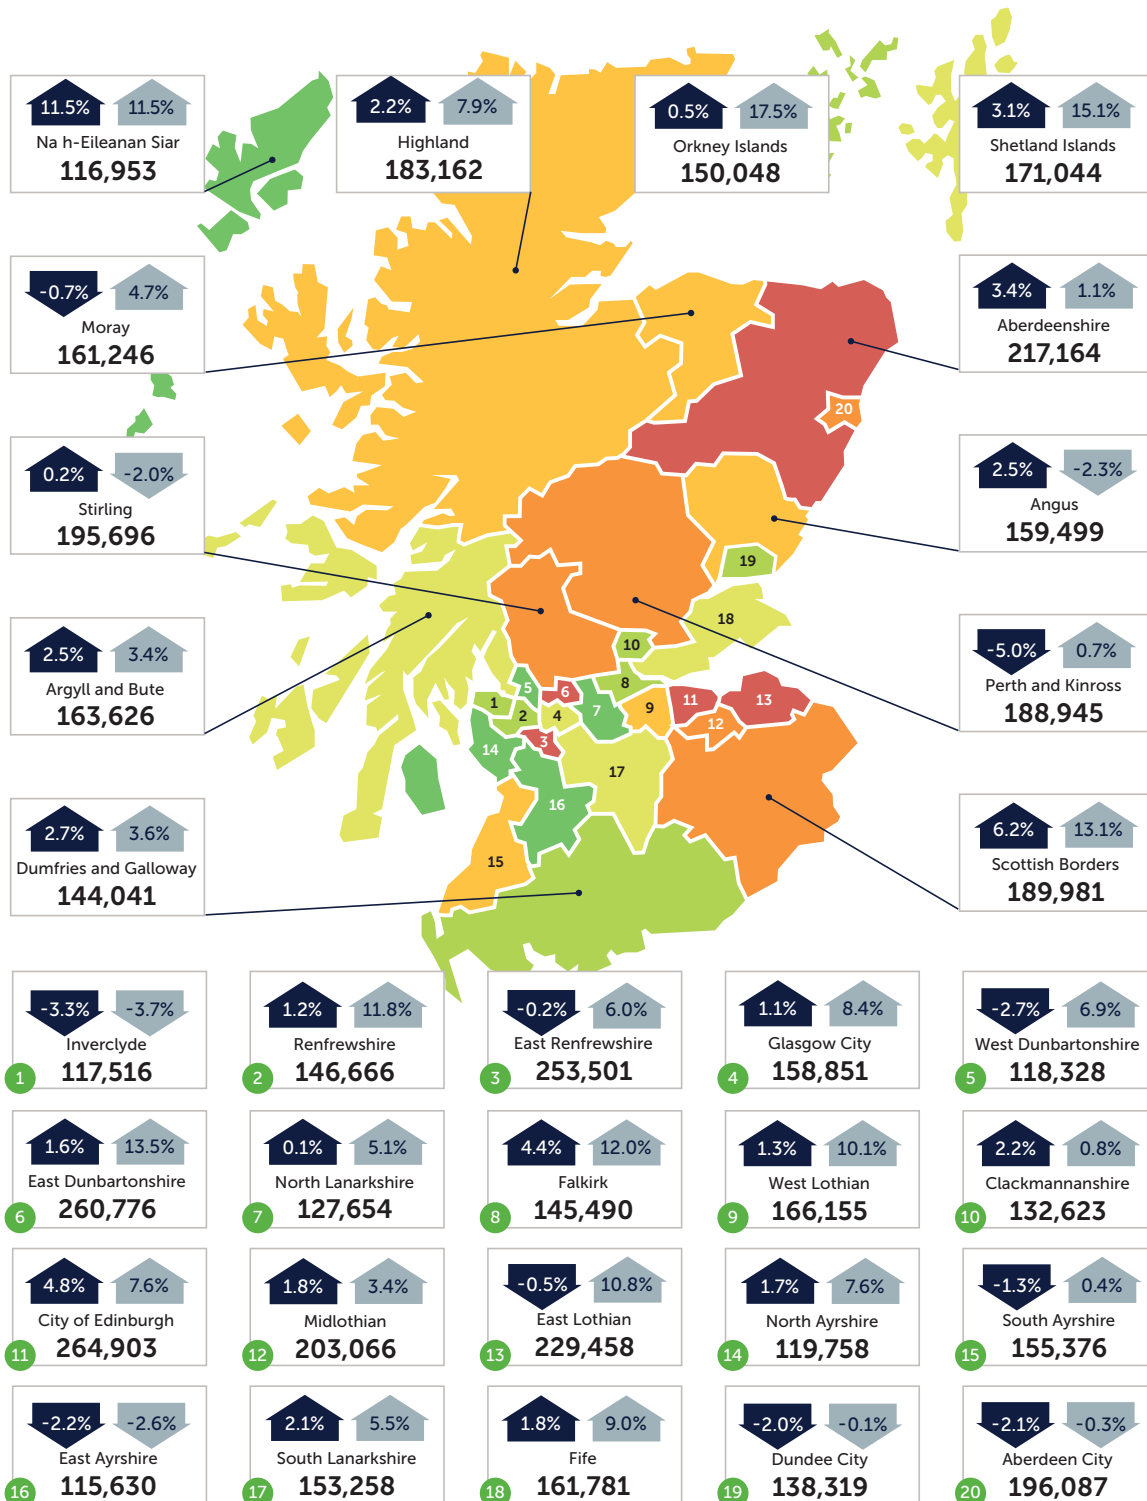 11.5% 11.5%
Na h-Eileanan Siar
116,953
2.2% 7.9%
Highland
183,162
0.5% 17.5%
Orkney Islands
150,048
3.1% 15.1%
Shetland Islands
171,044
-0.7% 4.7%
Moray
161,246
3.4% 1.1%
Aberdeenshire
217,164
0.2% -2.0%
Stirling
195,696
2.5% -2.3%
Angus
159,499
2.5% 3.4%
Argyll and Bute
163,626
-5.0% 0.7%
Perth and Kinross
188,945
2.7% 3.6%
Dumfries and Galloway
144,041
6.2% 13.1%
Scottish Borders
189,981
20
19
18
10
8
5
6
1
7
9
11
13
2
4
12
3
14
17
16
15
-3.3% -3.7%
Inverclyde
1 117,516
1.2% 11.8%
Renfrewshire
2 146,666
-0.2% 6.0%
East Renfrewshire
3 253,501
1.1% 8.4%
Glasgow City
4 158,851
-2.7% 6.9%
West Dunbartonshire
5 118,328
1.6% 13.5%
East Dunbartonshire
6 260,776
0.1% 5.1%
North Lanarkshire
7 127,654
4.4% 12.0%
Falkirk
8 145,490
1.3% 10.1%
West Lothian
9 166,155
2.2% 0.8%
Clackmannanshire
10 132,623
4.8% 7.6%
City of Edinburgh
11 264,903
1.8% 3.4%
Midlothian
12 203,066
-0.5% 10.8%
East Lothian
13 229,458
1.7% 7.6%
North Ayrshire
14 119,758
-1.3% 0.4%
South Ayrshire
15 155,376
-2.2% -2.6%
East Ayrshire
16 115,630
2.1% 5.5%
South Lanarkshire
17 153,258
1.8% 9.0%
Fife
18 161,781
-2.0% -0.1%
Dundee City
19 138,319
-2.1% -0.3%
Aberdeen City
20 196,087